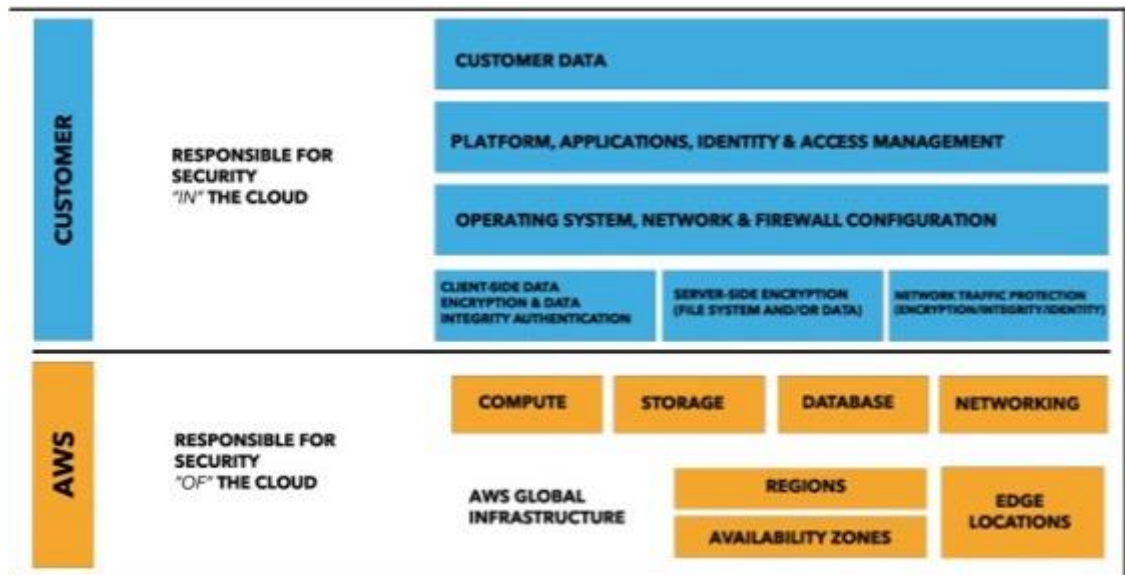 CUSTOMER
RESPONSIBLE FOR
SECURITY
"IN" THE CLOUD
CUSTOMER DATA
PLATFORM, APPLICATIONS, IDENTITY & ACCESS MANAGEMENT
OPERATING SYSTEM, NETWORK & FIREWALL CONFIGURATION
CLIENT-SIDE DATA
ENCRYPTION & DATA
INTEGRITY AUTHENTICATION
SERVER-SIDE ENCRYPTION
(FILE SYSTEM AND/OR DATA)
NETWORK TRAFFIC PROTECTION
(ENCRYPTION/INTEGRITY/IDENTITY)
AWS
RESPONSIBLE FOR
SECURITY
"OF" THE CLOUD
COMPUTE
STORAGE
DATABASE
NETWORKING
AWS GLOBAL
INFRASTRUCTURE
REGIONS
AVAILABILITY ZONES
EDGE
LOCATIONS